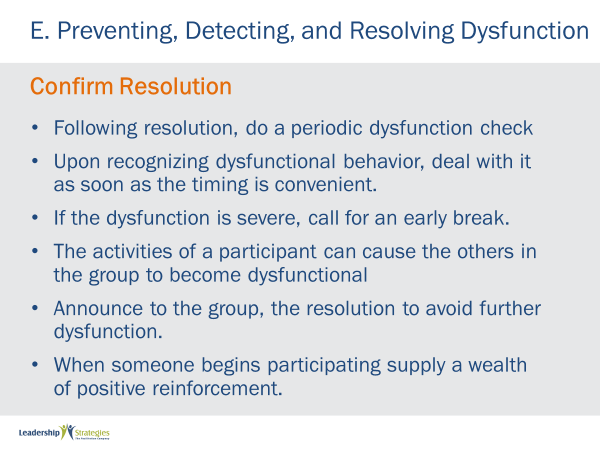 E. Preventing, Detecting, and Resolving Dysfunction
Confirm Resolution
• Following resolution, do a periodic dysfunction check
• Upon recognizing dysfunctional behavior, deal with it
as soon as the timing is convenient.
• If the dysfunction is severe, call for an early break.
• The activities of a participant can cause the others in
the group to become dysfunctional
• Announce to the group, the resolution to avoid further
dysfunction.
• When someone begins participating supply a wealth
of positive reinforcement.
Leadership Strategies
The Facilitation Company